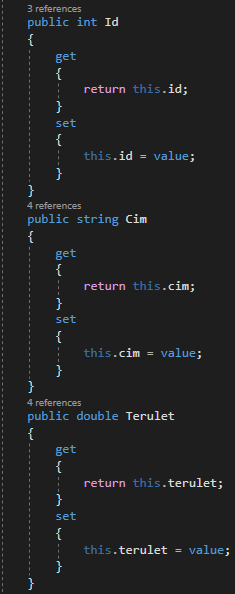 3 references
public int Id
{
get
{
return this.id;
}
set
{
this.id = value;
}
}
4 references
public string Cim
{
get
{
return this.cim;
}
set
{
this.cim = value;
}
}
4 references
public double Terulet
{
get
{
return this.terulet;
}
set
{
this.terulet = value;
}
}